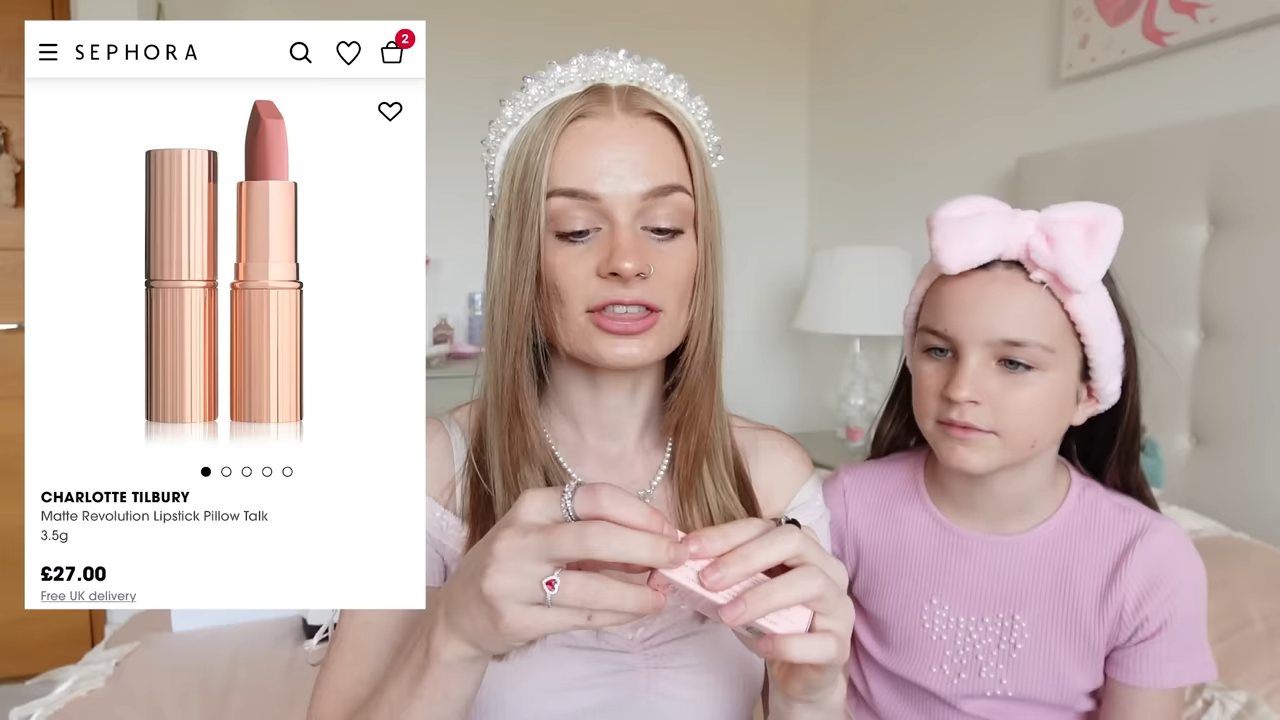 SEPHORA
2
CHARLOTTE TILBURY
Matte Revolution Lipstick Pillow Talk
3.5g
£27.00
Free UK delivery